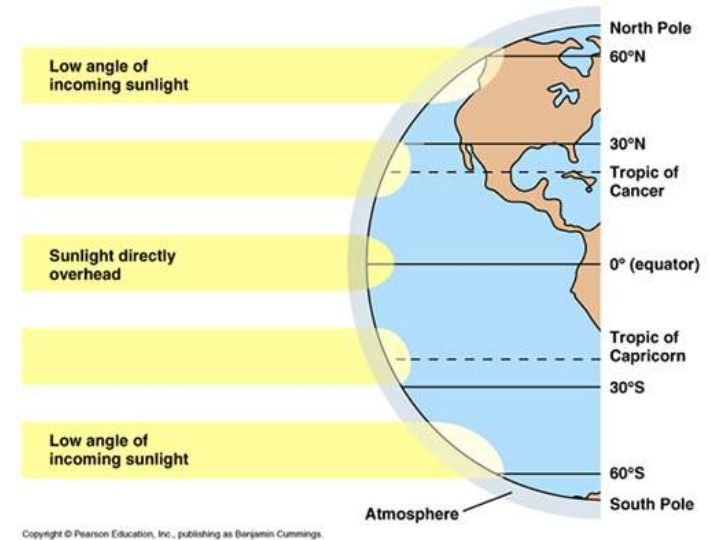 North Pole
60°N
Low angle of
incoming sunlight
30°N
Tropic of
Cancer
Sunlight directly
overhead
0° (equator)
Tropic of
Capricorn
30°S
Low angle of
incoming sunlight
60°S
South Pole
Atmosphere
Copyright © Pearson Education, Inc., publishing as Benjamin Cummings.